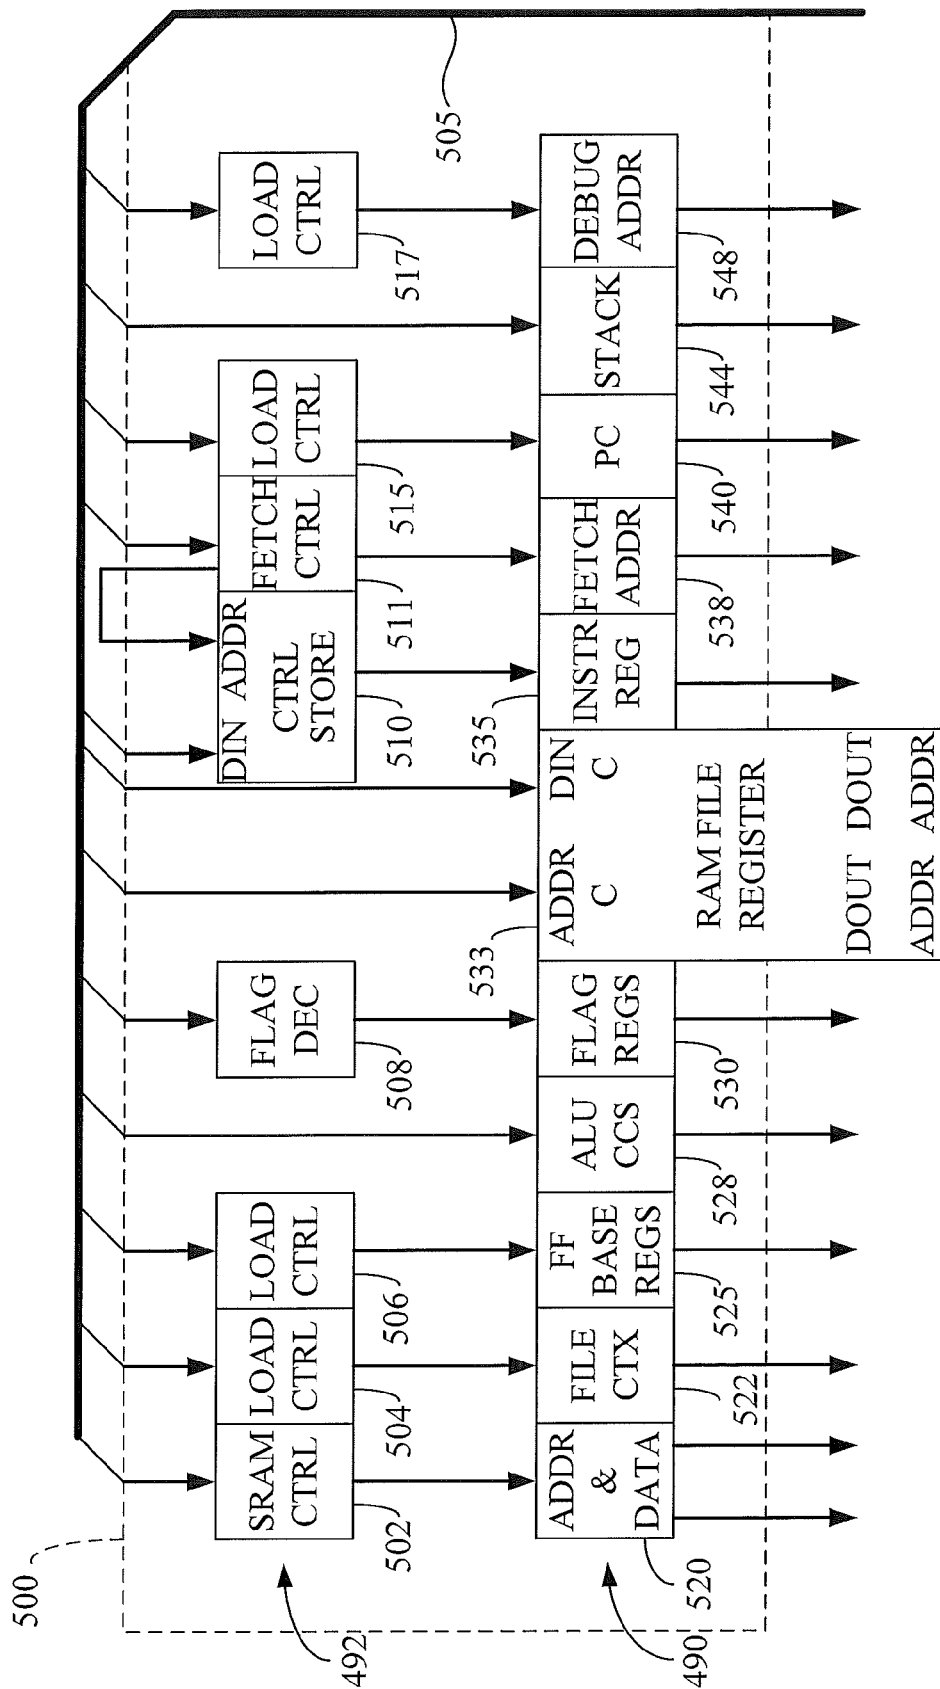 500
505
492
SRAM
CTRL
502
LOAD
CTRL
504
LOAD
CTRL
506
FLAG
DEC
508
DIN ADDR
CTRL
STORE
510
FETCH
CTRL
511
LOAD
CTRL
515
LOAD
CTRL
517
490
ADDR
&
DATA
520
FILE
CTX
522
FF
BASE
REGS
525
ALU
CCS
528
FLAG
REGS
530
533
ADDR DIN
C C
RAM FILE
REGISTER
DOUT DOUT
ADDR ADDR
535
INSTR
REG
FETCH
ADDR
538
PC
540
STACK
544
DEBUG
ADDR
548